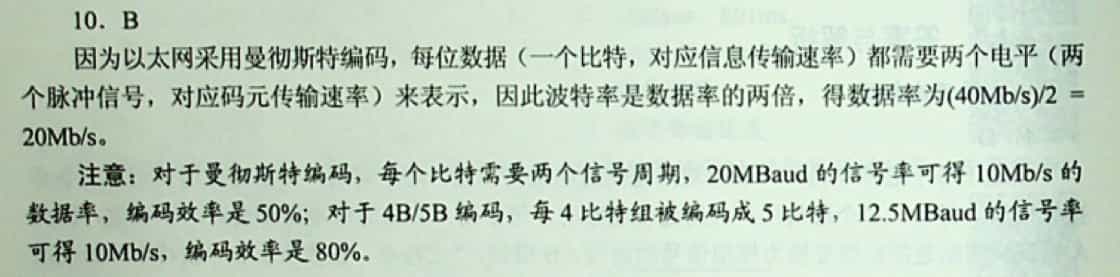 10．B
因为以太网采用曼彻斯特编码，每位数据（一个比特，对应信息传输速率）都需要两个电平（两
个脉冲信号，对应码元传输速率）来表示，因此波特率是数据率的两倍，得数据率为(40Mb/s)/2 =
20Mb/s。
注意：对于曼彻斯特编码，每个比特需要两个信号周期，20MBaud 的信号率可得 10Mb/s 的
数据率，编码效率是 50%；对于 4B/5B 编码，每 4 比特组被编码成 5 比特，12.5MBaud 的信号率
可得 10Mb/s，编码效率是 80%。